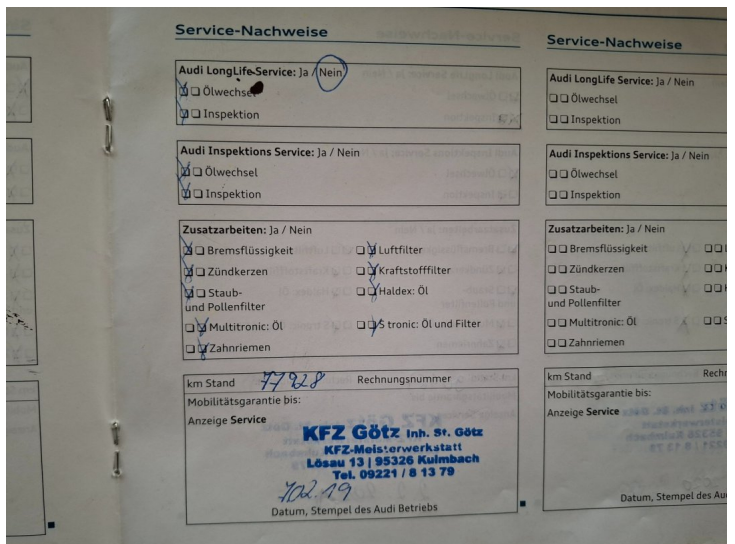 Service-Nachweise
Audi LongLife-Service: Ja / Nein
Ölwechsel
Inspektion
Audi Inspektions Service: Ja / Nein
Ölwechsel
Inspektion
Zusatzarbeiten: Ja / Nein
Bremsflüssigkeit
Luftfilter
Zündkerzen
Kraftstofffilter
Staub-
und Pollenfilter
Haldex: Öl
Multitronic: Öl
S tronic: Öl und Filter
Zahnriemen
km Stand 77928 Rechnungsnummer
Mobilitätsgarantie bis:
Anzeige Service
KFZ Götz Inh. St. Götz
KFZ-Meisterwerkstatt
Lösau 13 | 95326 Kulmbach
Tel. 09221 / 8 13 79
702.19
Datum, Stempel des Audi Betriebs
Service-Nachweise
Audi LongLife Service: Ja / Nein
Ölwechsel
Inspektion
Audi Inspektions Service: Ja / Nein
Ölwechsel
Inspektion
Zusatzarbeiten: Ja / Nein
Bremsflüssigkeit
Zündkerzen
Staub-
und Pollenfilter
Multitronic: Öl
Zahnriemen
km Stand
Mobilitätsgarantie bis:
Anzeige Service
Datum, Stempel des Au